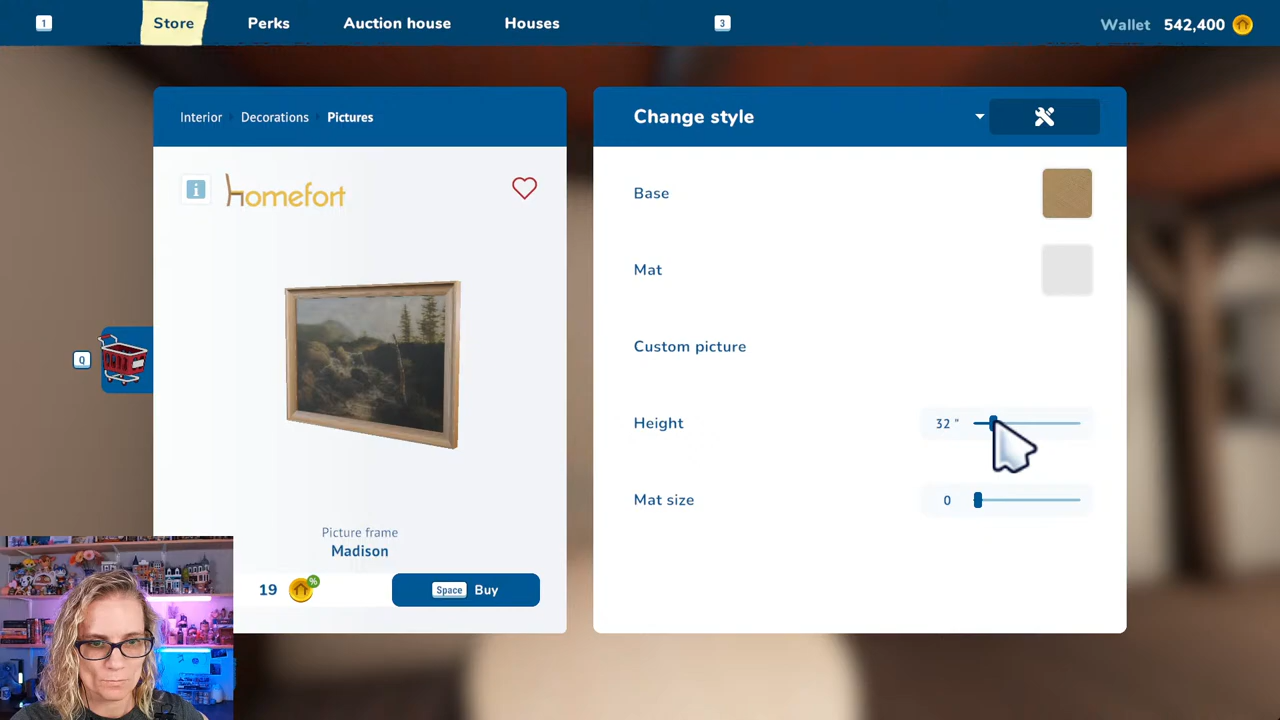 1 Store Perks Auction house Houses 3 Wallet 542,400
Interior Decorations Pictures
Change style
i homefort
Base
Mat
Custom picture
Q
Height 32 "
Mat size 0
Picture frame
Madison
19 % Space Buy